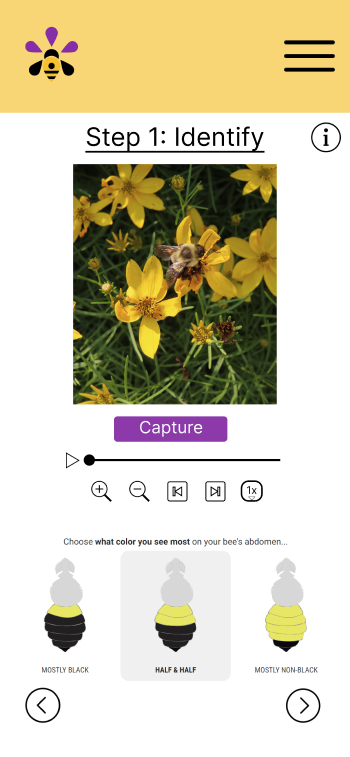 Step 1: Identify
i
Capture
1x
Choose what color you see most on your bee's abdomen...
MOSTLY BLACK
HALF & HALF
MOSTLY NON-BLACK